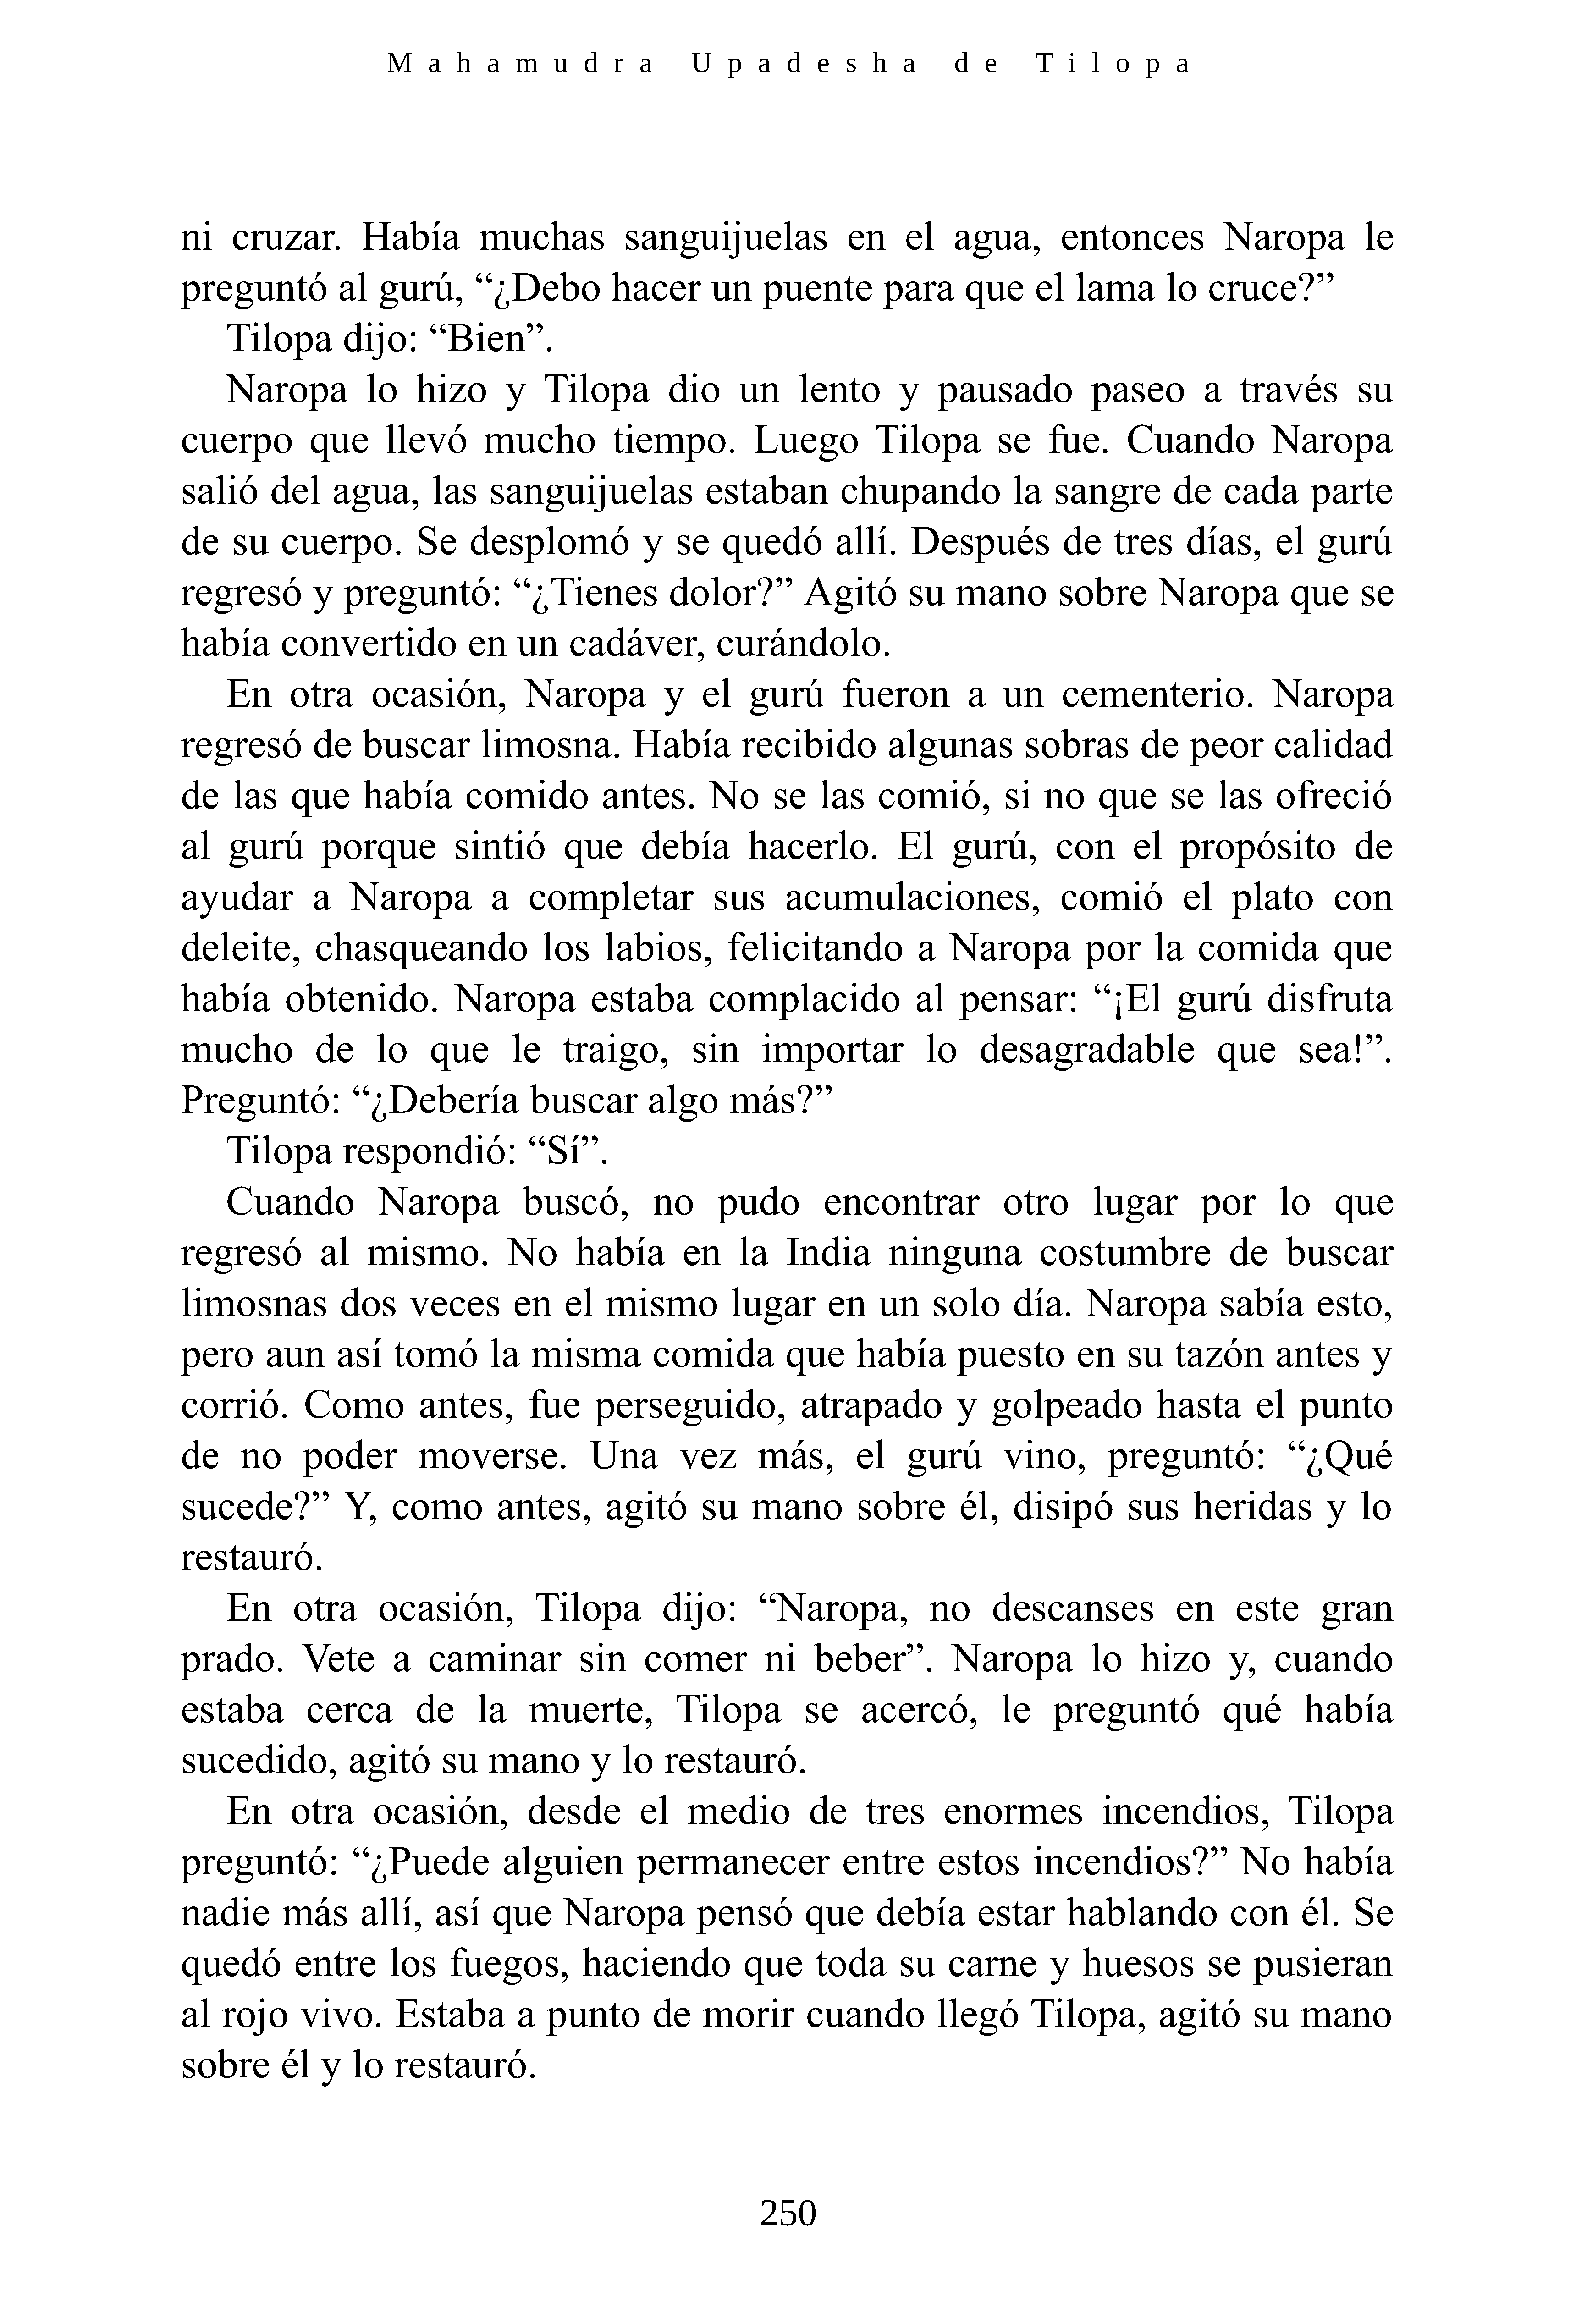 Mahamudra Upadesha de Tilopa
ni cruzar. Había muchas sanguijuelas en el agua, entonces Naropa le
preguntó al gurú, “¿Debo hacer un puente para que el lama lo cruce?”
Tilopa dijo: “Bien”.
Naropa lo hizo y Tilopa dio un lento y pausado paseo a través su
cuerpo que llevó mucho tiempo. Luego Tilopa se fue. Cuando Naropa
salió del agua, las sanguijuelas estaban chupando la sangre de cada parte
de su cuerpo. Se desplomó y se quedó allí. Después de tres días, el gurú
regresó y preguntó: “¿Tienes dolor?” Agitó su mano sobre Naropa que se
había convertido en un cadáver, curándolo.
En otra ocasión, Naropa y el gurú fueron a un cementerio. Naropa
regresó de buscar limosna. Había recibido algunas sobras de peor calidad
de las que había comido antes. No se las comió, si no que se las ofreció
al gurú porque sintió que debía hacerlo. El gurú, con el propósito de
ayudar a Naropa a completar sus acumulaciones, comió el plato con
deleite, chasqueando los labios, felicitando a Naropa por la comida que
había obtenido. Naropa estaba complacido al pensar: “¡El gurú disfruta
mucho de lo que le traigo, sin importar lo desagradable que sea!”.
Preguntó: “¿Debería buscar algo más?”
Tilopa respondió: “Sí”.
Cuando Naropa buscó, no pudo encontrar otro lugar por lo que
regresó al mismo. No había en la India ninguna costumbre de buscar
limosnas dos veces en el mismo lugar en un solo día. Naropa sabía esto,
pero aun así tomó la misma comida que había puesto en su tazón antes y
corrió. Como antes, fue perseguido, atrapado y golpeado hasta el punto
de no poder moverse. Una vez más, el gurú vino, preguntó: “¿Qué
sucede?” Y, como antes, agitó su mano sobre él, disipó sus heridas y lo
restauró.
En otra ocasión, Tilopa dijo: “Naropa, no descanses en este gran
prado. Vete a caminar sin comer ni beber”. Naropa lo hizo y, cuando
estaba cerca de la muerte, Tilopa se acercó, le preguntó qué había
sucedido, agitó su mano y lo restauró.
En otra ocasión, desde el medio de tres enormes incendios, Tilopa
preguntó: “¿Puede alguien permanecer entre estos incendios?” No había
nadie más allí, así que Naropa pensó que debía estar hablando con él. Se
quedó entre los fuegos, haciendo que toda su carne y huesos se pusieran
al rojo vivo. Estaba a punto de morir cuando llegó Tilopa, agitó su mano
sobre él y lo restauró.
250